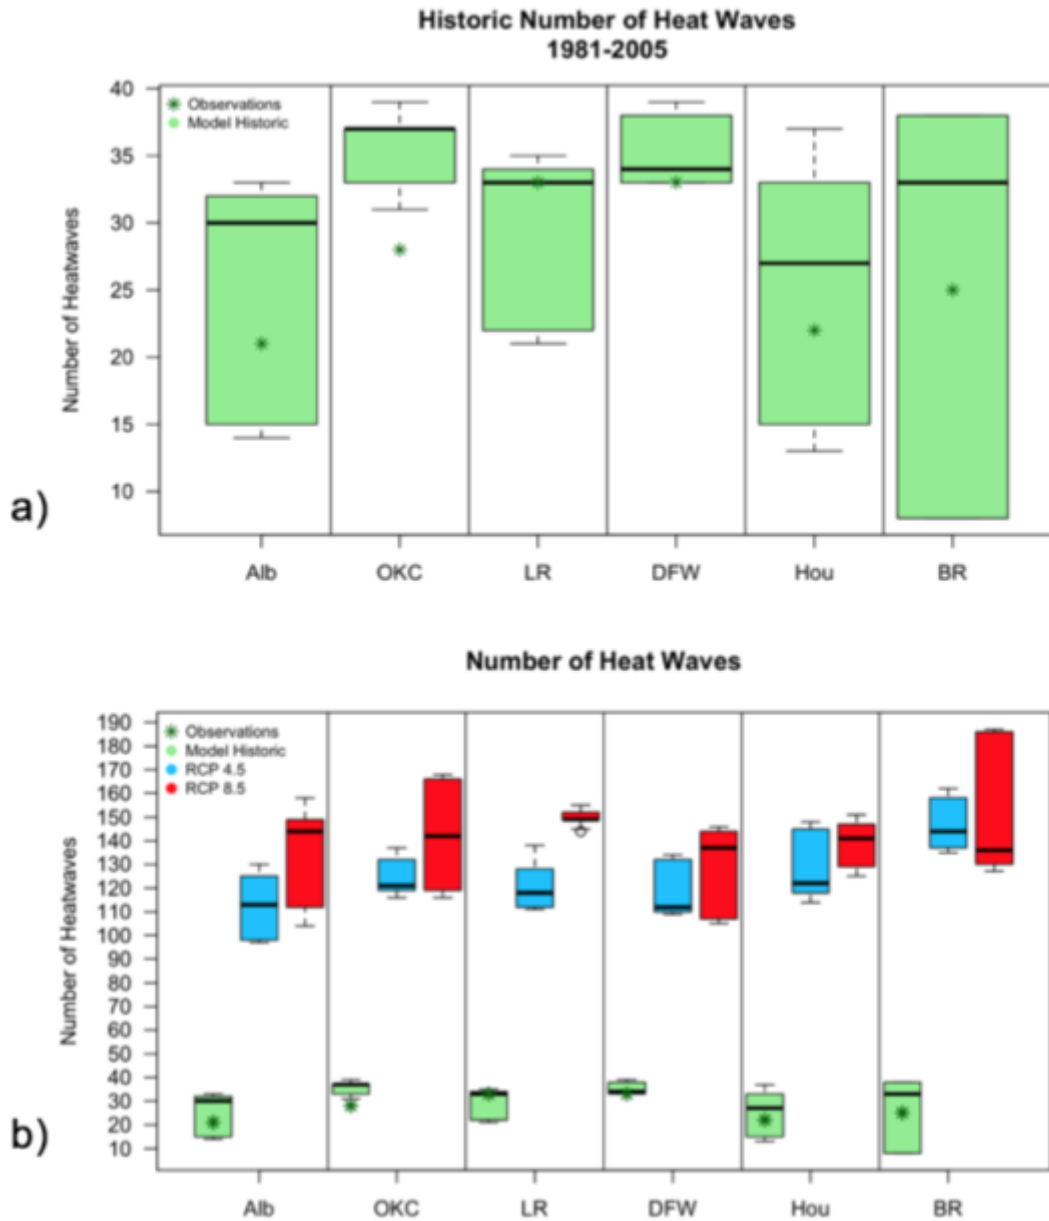 Historic Number of Heat Waves
1981-2005
Observations
Model Historic
Number of Heatwaves
40
35
30
25
20
15
10
a)
Alb OKC LR DFW Hou BR
Number of Heat Waves
Observations
Model Historic
RCP 4.5
RCP 8.5
Number of Heatwaves
190
180
170
160
150
140
130
120
110
100
90
80
70
60
50
40
30
20
10
b)
Alb OKC LR DFW Hou BR